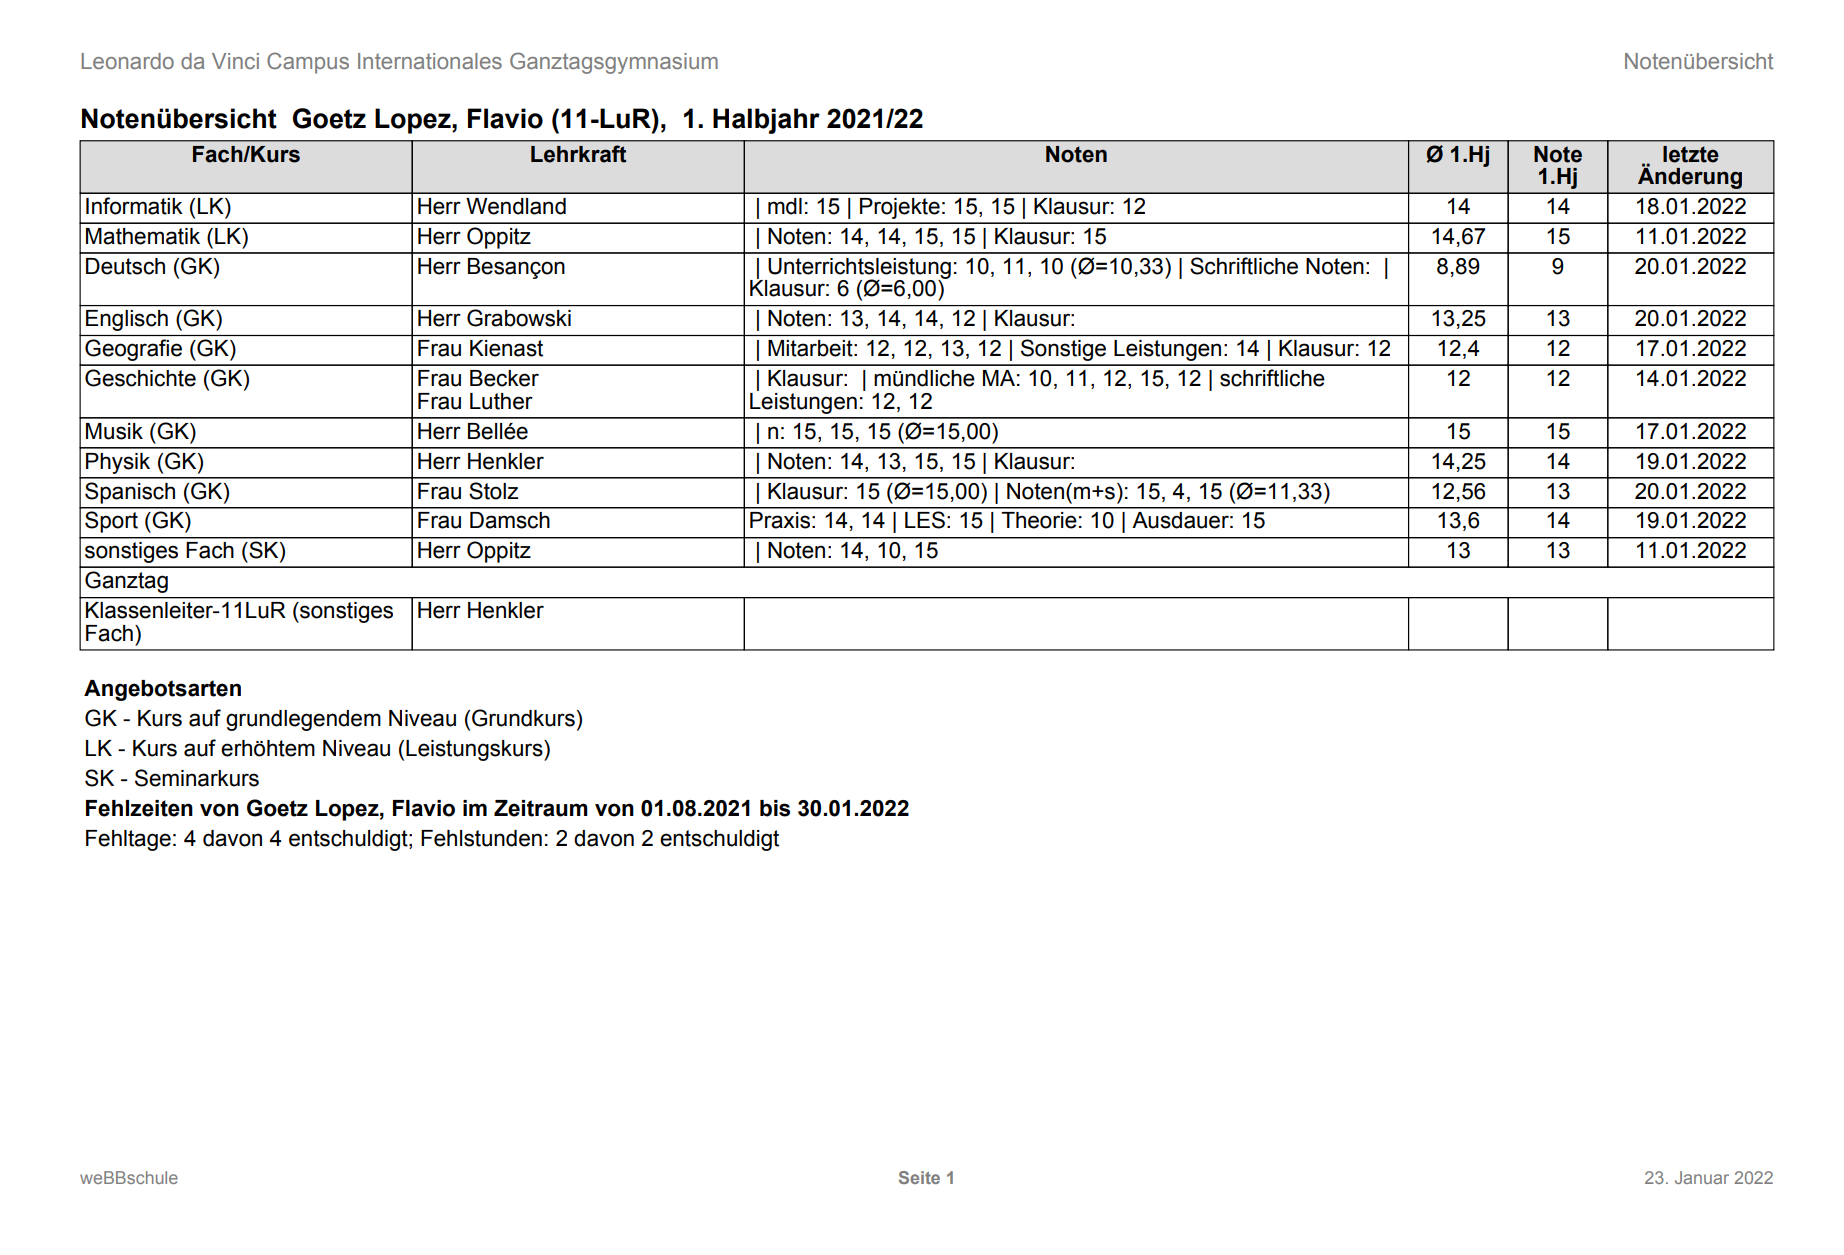 Leonardo da Vinci Campus Internationales Ganztagsgymnasium Notenübersicht
Notenübersicht Goetz Lopez, Flavio (11-LuR), 1. Halbjahr 2021/22
Fach/Kurs Lehrkraft Noten Ø 1.Hj Note 1.Hj letzte Änderung
Informatik (LK) Herr Wendland | mdl: 15 | Projekte: 15, 15 | Klausur: 12 14 14 18.01.2022
Mathematik (LK) Herr Oppitz | Noten: 14, 14, 15, 15 | Klausur: 15 14,67 15 11.01.2022
Deutsch (GK) Herr Besançon | Unterrichtsleistung: 10, 11, 10 (Ø=10,33) | Schriftliche Noten: | 8,89 9 20.01.2022
Klausur: 6 (Ø=6,00)
Englisch (GK) Herr Grabowski | Noten: 13, 14, 14, 12 | Klausur: 13,25 13 20.01.2022
Geografie (GK) Frau Kienast | Mitarbeit: 12, 12, 13, 12 | Sonstige Leistungen: 14 | Klausur: 12 12,4 12 17.01.2022
Geschichte (GK) Frau Becker | Klausur: | mündliche MA: 10, 11, 12, 15, 12 | schriftliche 12 12 14.01.2022
Frau Luther Leistungen: 12, 12
Musik (GK) Herr Bellée | n: 15, 15, 15 (Ø=15,00) 15 15 17.01.2022
Physik (GK) Herr Henkler | Noten: 14, 13, 15, 15 | Klausur: 14,25 14 19.01.2022
Spanisch (GK) Frau Stolz | Klausur: 15 (Ø=15,00) | Noten(m+s): 15, 4, 15 (Ø=11,33) 12,56 13 20.01.2022
Sport (GK) Frau Damsch Praxis: 14, 14 | LES: 15 | Theorie: 10 | Ausdauer: 15 13,6 14 19.01.2022
sonstiges Fach (SK) Herr Oppitz | Noten: 14, 10, 15 13 13 11.01.2022
Ganztag
Klassenleiter-11LuR (sonstiges Herr Henkler
Fach)
Angebotsarten
GK - Kurs auf grundlegendem Niveau (Grundkurs)
LK - Kurs auf erhöhtem Niveau (Leistungskurs)
SK - Seminarkurs
Fehlzeiten von Goetz Lopez, Flavio im Zeitraum von 01.08.2021 bis 30.01.2022
Fehltage: 4 davon 4 entschuldigt; Fehlstunden: 2 davon 2 entschuldigt
weBBschule Seite 1 23. Januar 2022